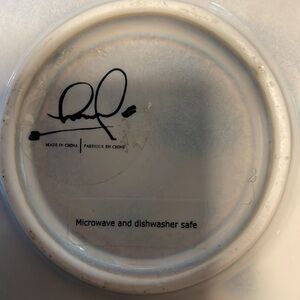 MADE IN CHINA | FABRIQUÉ EN CHINE
Microwave and dishwasher safe